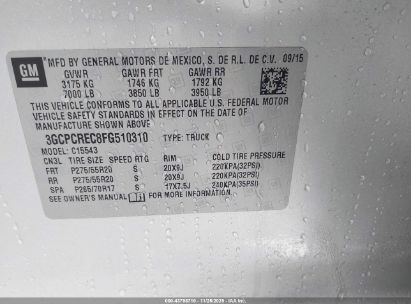 GM
MFD BY GENERAL MOTORS DE MEXICO, S. DE R.L. DE C.V. 09/15
GVWR GAWR FRT GAWR RR
3175 KG 1746 KG 1792 KG
7000 LB 3850 LB 3950 LB
THIS VEHICLE CONFORMS TO ALL APPLICABLE U.S. FEDERAL MOTOR
VEHICLE SAFETY STANDARDS IN EFFECT ON THE DATE OF
MANUFACTURE SHOWN ABOVE.
3GCPCREC8FG510310 TYPE: TRUCK
MODEL: C15543
CN3L TIRE SIZE SPEED RTG RIM COLD TIRE PRESSURE
FRT P275/55R20 S 20X9J 220KPA(32PSI)
RR P275/55R20 S 20X9J 220KPA(32PSI)
SPA P265/70R17 S 17X7.5J 240KPA(35PSI)
SEE OWNER'S MANUAL FOR MORE INFORMATION.